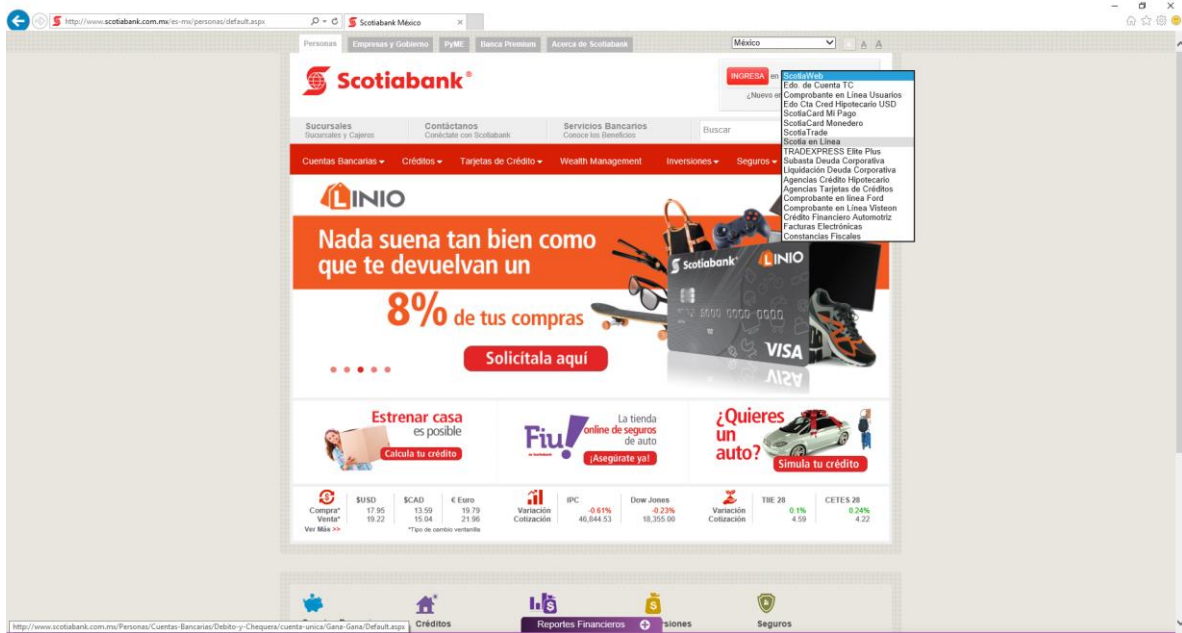 http://www.scotiabank.com.mx/es-mx/personas/default.aspx
Scotiabank México
Personas
Empresas y Gobierno
PyME
Banca Premium
Acerca de Scotiabank
México
A A
Scotiabank®
INGRESA en
¿Nuevo en
ScotiaWeb
Edo. de Cuenta TC
Comprobante en Línea Usuarios
Edo Cta Cred Hipotecario USD
ScotiaCard Mi Pago
ScotiaCard Monedero
ScotiaTrade
Scotia en Línea
TRADEXPRESS Elite Plus
Subasta Deuda Corporativa
Liquidación Deuda Corporativa
Agencias Crédito Hipotecario
Agencias Tarjetas de Créditos
Comprobante en línea Ford
Comprobante en Línea Visteon
Crédito Financiero Automotriz
Facturas Electrónicas
Constancias Fiscales
Sucursales
Sucursales y Cajeros
Contáctanos
Conéctate con Scotiabank
Servicios Bancarios
Conoce los Beneficios
Buscar
Cuentas Bancarias
Créditos
Tarjetas de Crédito
Wealth Management
Inversiones
Seguros
LINIO
Nada suena tan bien como
que te devuelvan un
8% de tus compras
Solicítala aquí
Scotiabank
LINIO
VISA
Estrenar casa
es posible
Calcula tu crédito
Fiu!
La tienda
online de seguros
de auto
¡Asegúrate ya!
¿Quieres
un
auto?
Simula tu crédito
$USD $CAD € Euro
Compra* 17.95 13.59 19.79
Venta* 19.22 15.04 21.96
Ver Más >> *Tipo de cambio ventanilla
IPC Dow Jones
Variación -0.61% -0.23%
Cotización 46,844.53 18,355.00
TIIE 28 CETES 28
Variación 0.1% 0.24%
Cotización 4.59 4.22
Créditos
Seguros
Reportes Financieros
http://www.scotiabank.com.mx/Personas/Cuentas-Bancarias/Debito-y-Chequera/cuenta-unica/Gana-Gana/Default.aspx